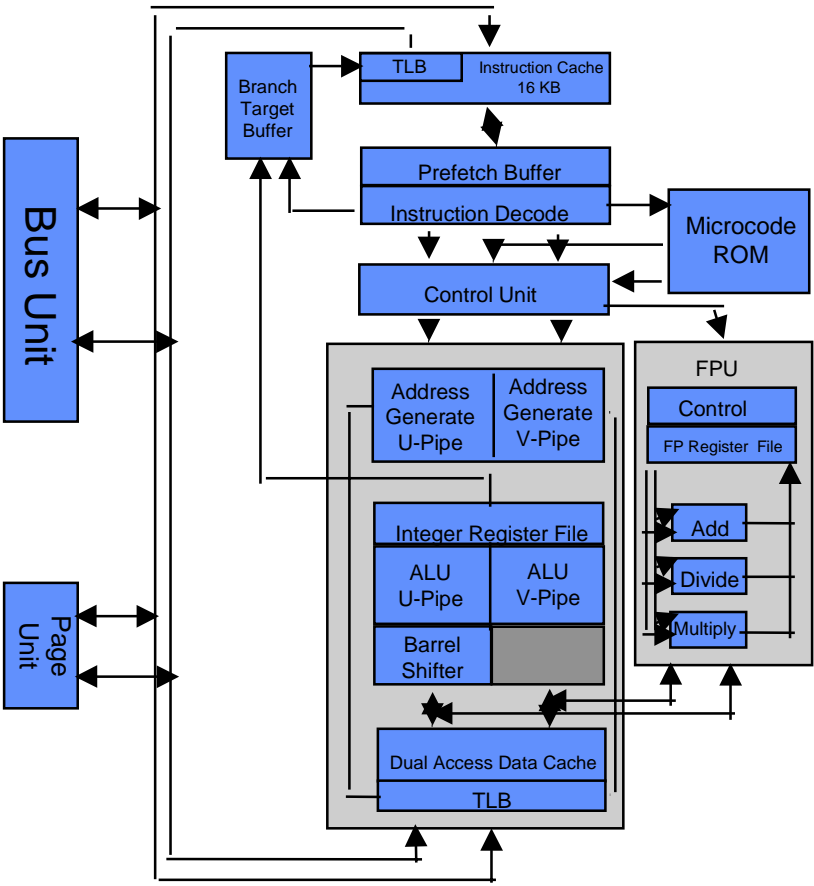 TLB
Instruction Cache
16 KB
Branch
Target
Buffer
Bus Unit
Prefetch Buffer
Instruction Decode
Microcode
ROM
Control Unit
FPU
Address
Generate
U-Pipe
Address
Generate
V-Pipe
Control
FP Register File
Integer Register File
Add
ALU
U-Pipe
ALU
V-Pipe
Divide
Page
Unit
Multiply
Barrel
Shifter
Dual Access Data Cache
TLB